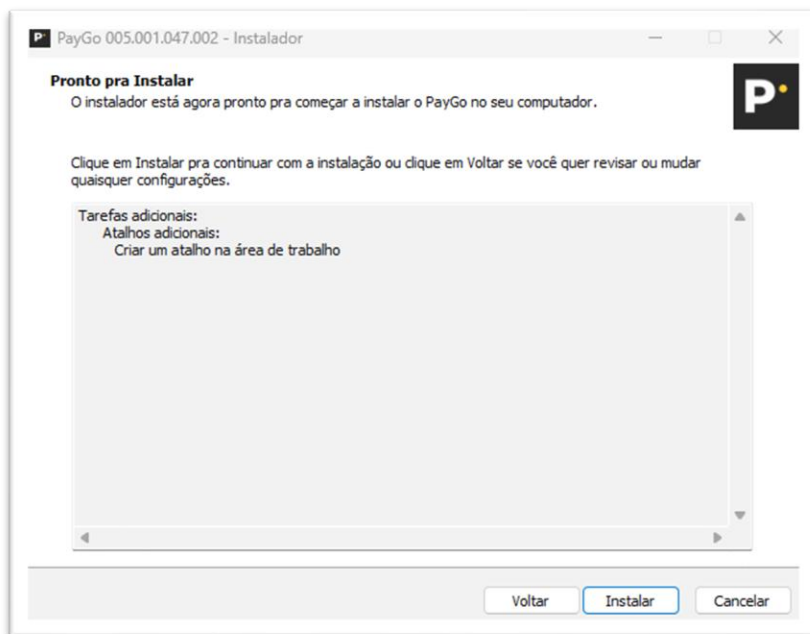 PayGo 005.001.047.002 - Instalador
Pronto pra Instalar
O instalador está agora pronto pra começar a instalar o PayGo no seu computador.
P
Clique em Instalar pra continuar com a instalação ou clique em Voltar se você quer revisar ou mudar
quaisquer configurações.
Tarefas adicionais:
Atalhos adicionais:
Criar um atalho na área de trabalho
Voltar Instalar Cancelar